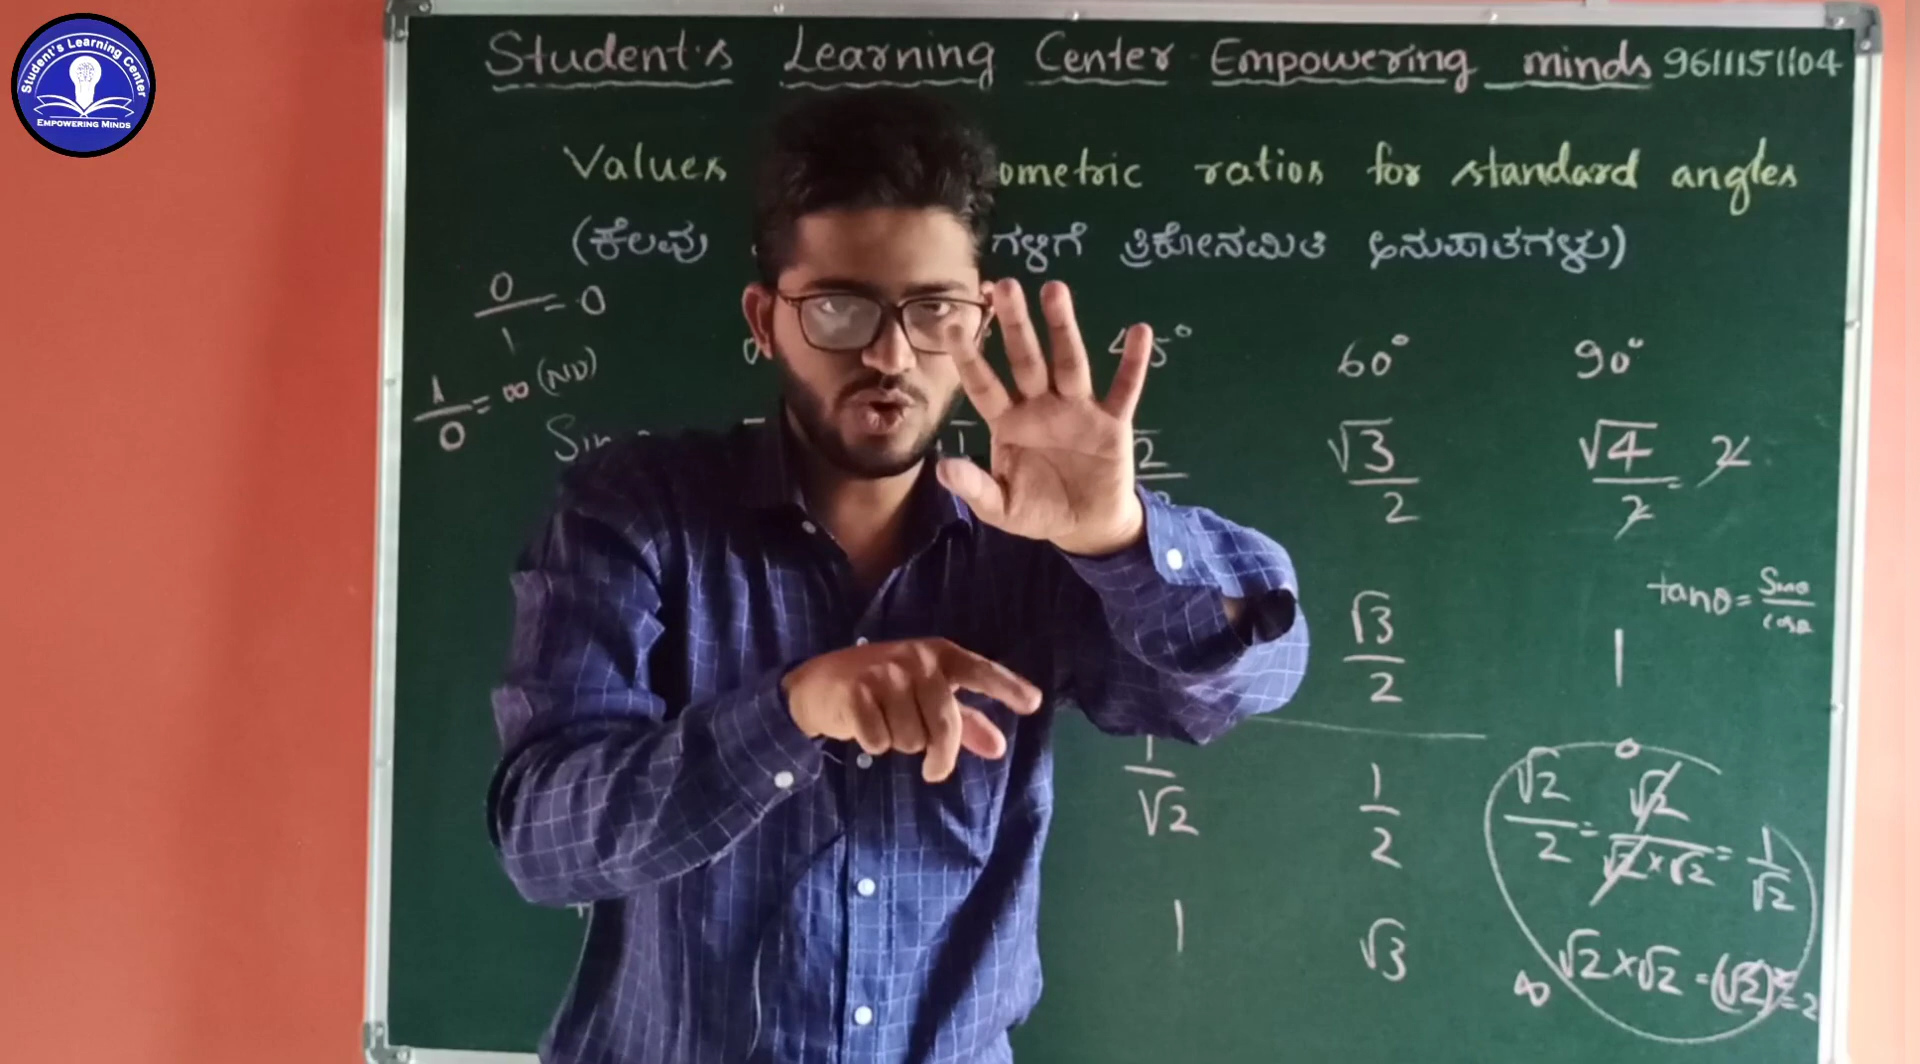 Student's Learning Center
EMPOWERING MINDS
Student's Learning Center Empowering minds 9611151104
Values ometric ratios for standard angles
(ಕೆಲವು ಗಳಿಗೆ ತ್ರಿಕೋನಮಿತಿ ಅನುಪಾತಗಳು)
0/1 = 0
1/0 = ∞ (ND)
45° 60° 90°
√3/2 √4/2 = 2
tanθ = Sinθ/cosθ
√3/2 1
1/√2 1/2 0
√2/2 = √2/√2×√2 = 1/√2
1 √3 ∞
√2×√2 = (√2)² = 2